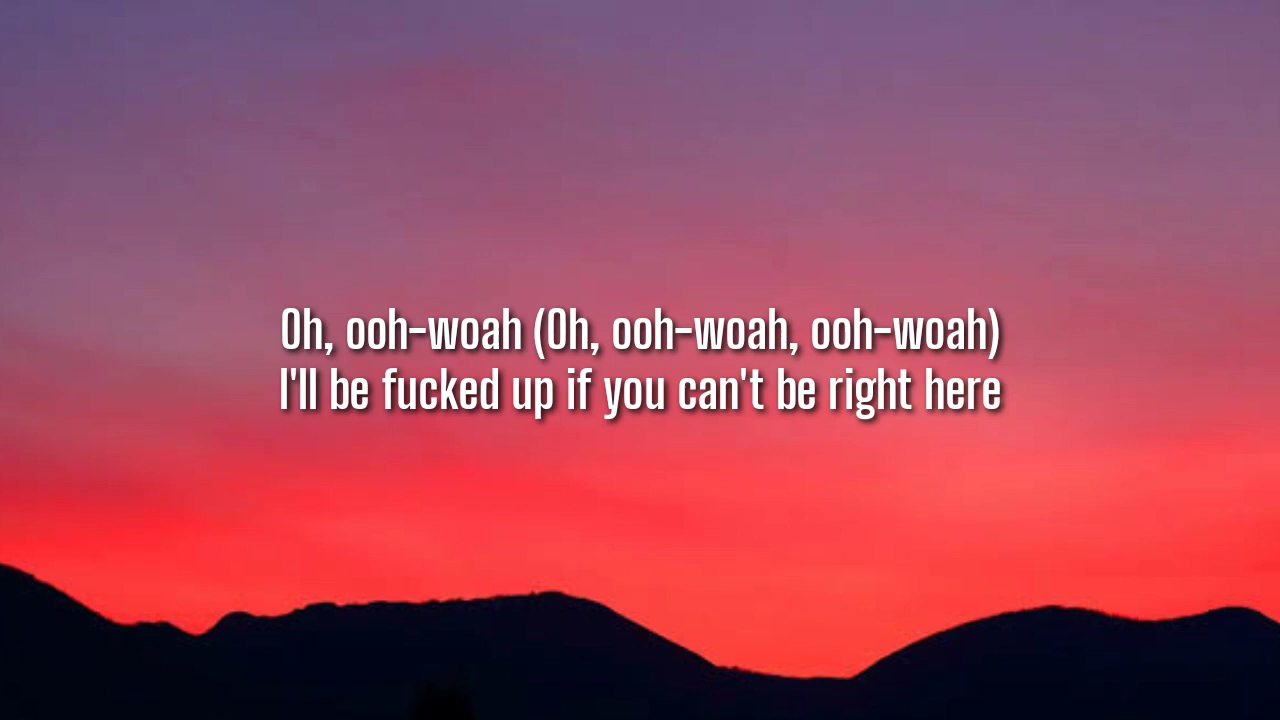 Oh, ooh-woah (Oh, ooh-woah, ooh-woah)
I'll be fucked up if you can't be right here